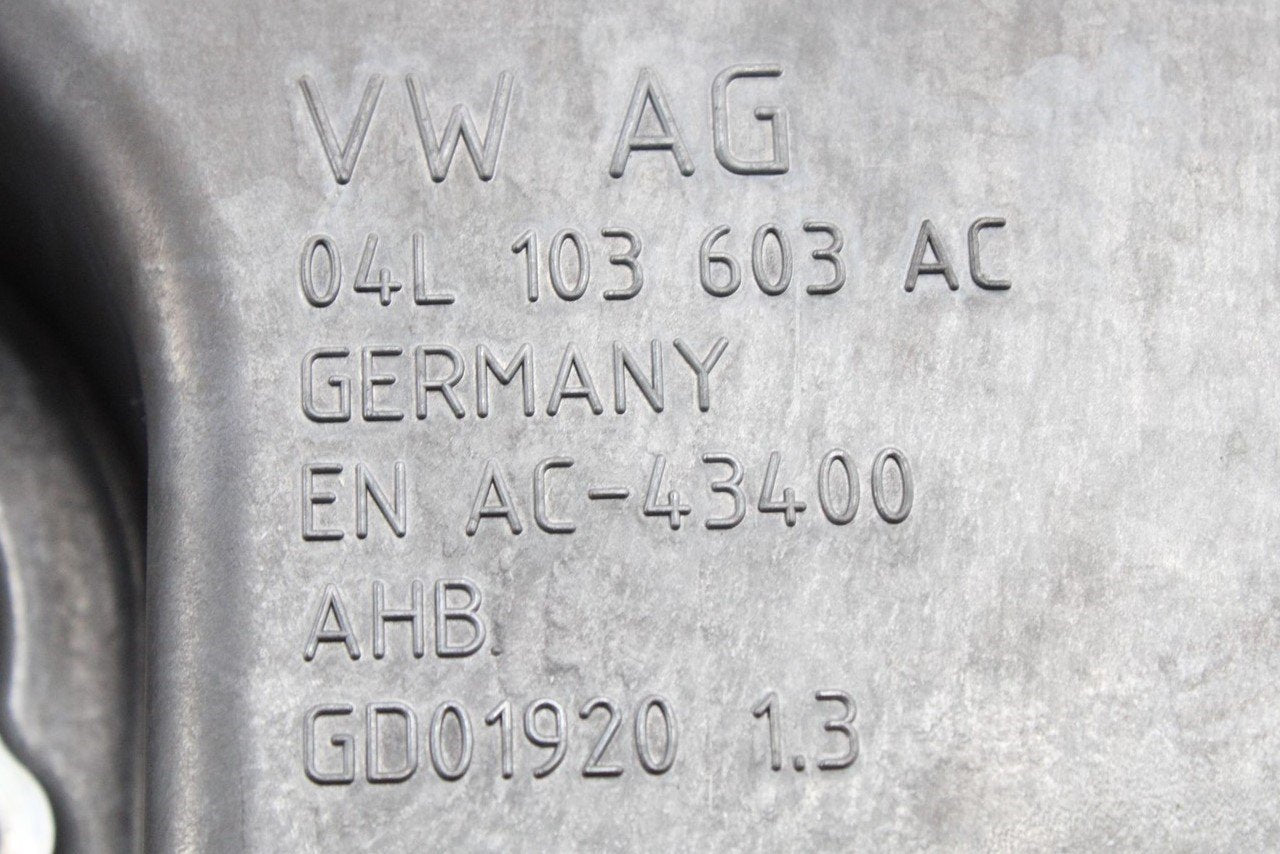 VW AG
04L 103 603 AC
GERMANY
EN AC-43400
AHB
GD01920 1.3